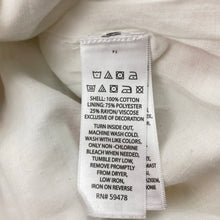 SHELL: 100% COTTON
LINING: 75% POLYESTER
25% RAYON/ VISCOSE
EXCLUSIVE OF DECORATION
TURN INSIDE OUT,
MACHINE WASH COLD.
WASH WITH LIKE COLORS.
ONLY NON-CHLORINE
BLEACH WHEN NEEDED.
TUMBLE DRY LOW,
REMOVE PROMPTLY
FROM DRYER,
LOW IRON,
IRON ON REVERSE
RN# 59478